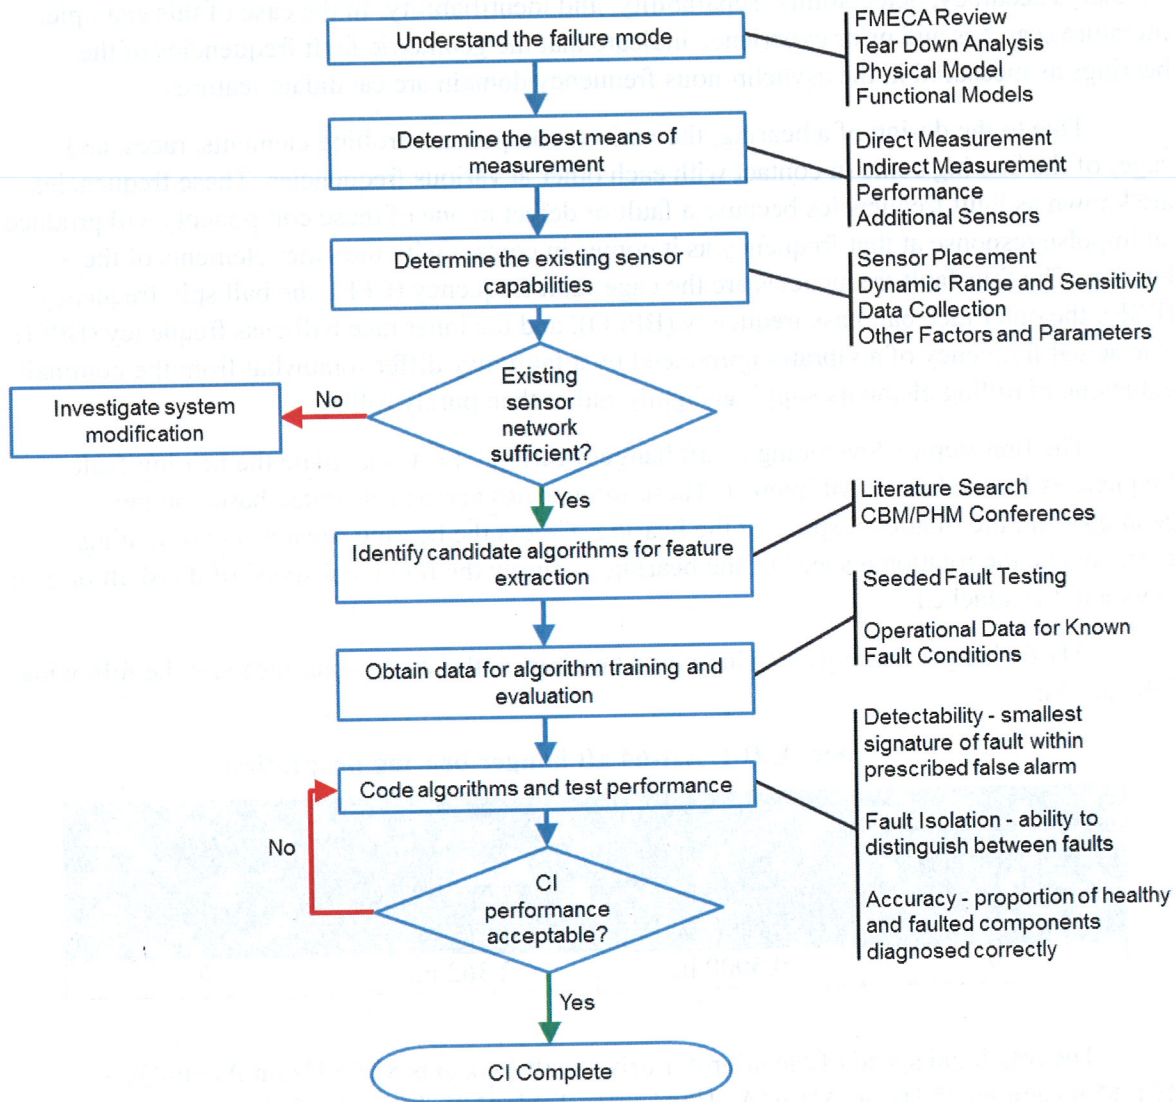 Understand the failure mode
FMECA Review
Tear Down Analysis
Physical Model
Functional Models
Determine the best means of
measurement
Direct Measurement
Indirect Measurement
Performance
Additional Sensors
Determine the existing sensor
capabilities
Sensor Placement
Dynamic Range and Sensitivity
Data Collection
Other Factors and Parameters
Existing
sensor
network
sufficient?
No
Investigate system
modification
Yes
Identify candidate algorithms for feature
extraction
Literature Search
CBM/PHM Conferences
Obtain data for algorithm training and
evaluation
Seeded Fault Testing
Operational Data for Known
Fault Conditions
Code algorithms and test performance
Detectability - smallest
signature of fault within
prescribed false alarm
Fault Isolation - ability to
distinguish between faults
Accuracy - proportion of healthy
and faulted components
diagnosed correctly
No
CI
performance
acceptable?
Yes
CI Complete